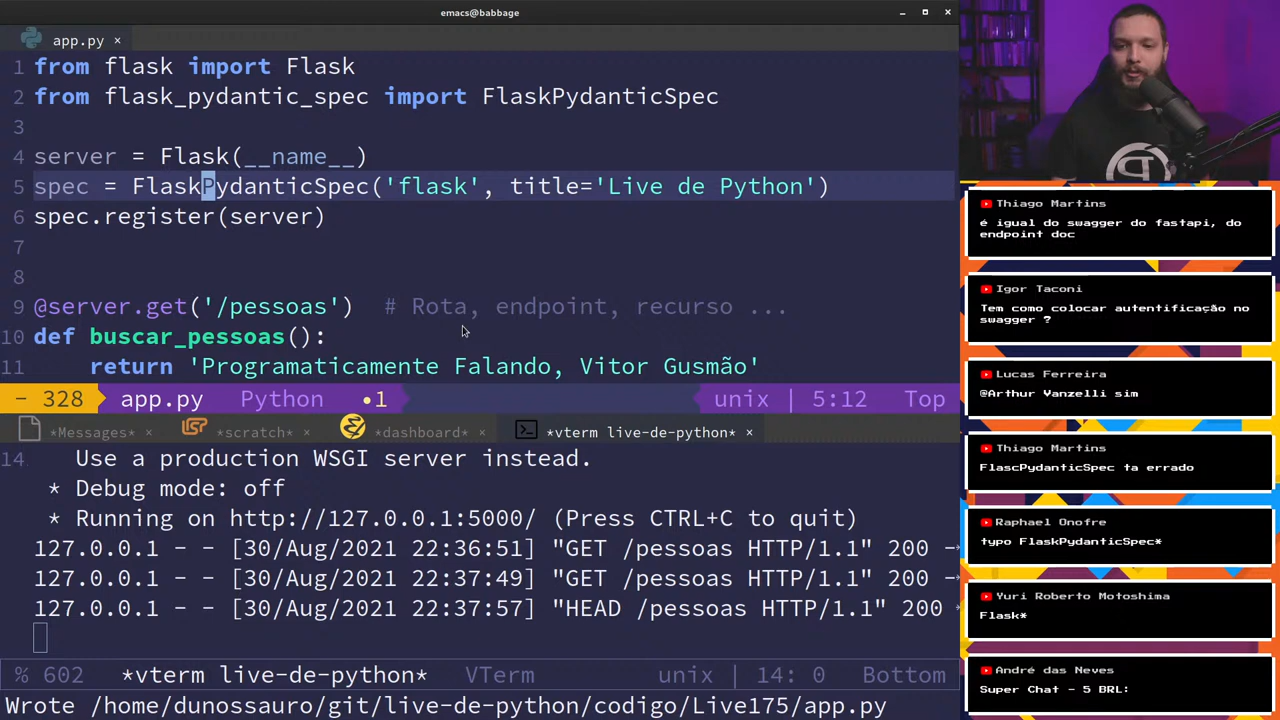 emacs@babbage
app.py ×
1 from flask import Flask
2 from flask_pydantic_spec import FlaskPydanticSpec
3
4 server = Flask(__name__)
5 spec = FlaskPydanticSpec('flask', title='Live de Python')
6 spec.register(server)
7
8
9 @server.get('/pessoas')  # Rota, endpoint, recurso ...
10 def buscar_pessoas():
11     return 'Programaticamente Falando, Vitor Gusmão'
- 328 app.py Python •1 unix | 5:12 Top
*Messages* × *scratch* × *dashboard* × *vterm live-de-python* ×
14    Use a production WSGI server instead.
* Debug mode: off
* Running on http://127.0.0.1:5000/ (Press CTRL+C to quit)
127.0.0.1 - - [30/Aug/2021 22:36:51] "GET /pessoas HTTP/1.1" 200 -
127.0.0.1 - - [30/Aug/2021 22:37:49] "GET /pessoas HTTP/1.1" 200 -
127.0.0.1 - - [30/Aug/2021 22:37:57] "HEAD /pessoas HTTP/1.1" 200
% 602 *vterm live-de-python* VTerm unix | 14: 0 Bottom
Wrote /home/dunossauro/git/live-de-python/codigo/Live175/app.py
Thiago Martins
é igual do swagger do fastapi, do
endpoint doc
Igor Taconi
Tem como colocar autentificação no
swagger ?
Lucas Ferreira
@Arthur Vanzelli sim
Thiago Martins
FlascPydanticSpec ta errado
Raphael Onofre
typo FlaskPydanticSpec*
Yuri Roberto Motoshima
Flask*
André das Neves
Super Chat - 5 BRL: